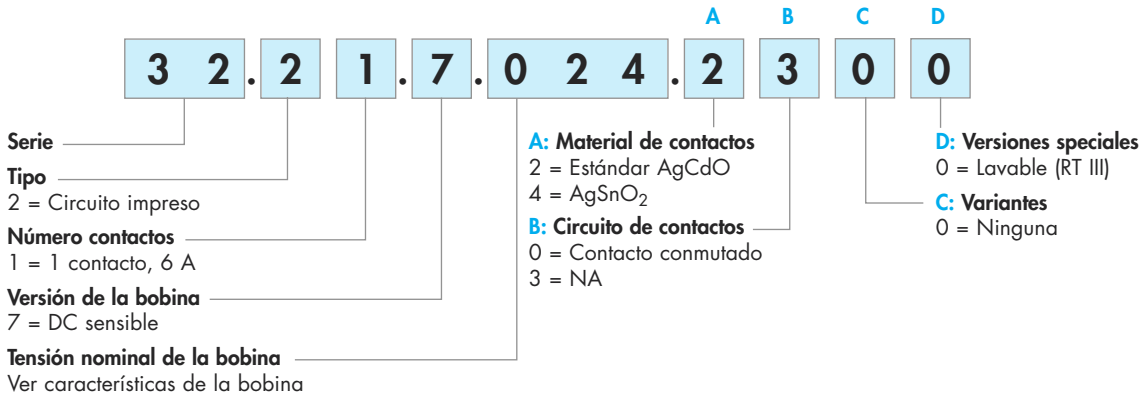 A B C D
3 2 . 2 1 . 7 . 0 2 4 . 2 3 0 0
Serie
Tipo
2 = Circuito impreso
Número contactos
1 = 1 contacto, 6 A
Versión de la bobina
7 = DC sensible
Tensión nominal de la bobina
Ver características de la bobina
A: Material de contactos
2 = Estándar AgCdO
4 = AgSnO2
B: Circuito de contactos
0 = Contacto conmutado
3 = NA
D: Versiones speciales
0 = Lavable (RT III)
C: Variantes
0 = Ninguna